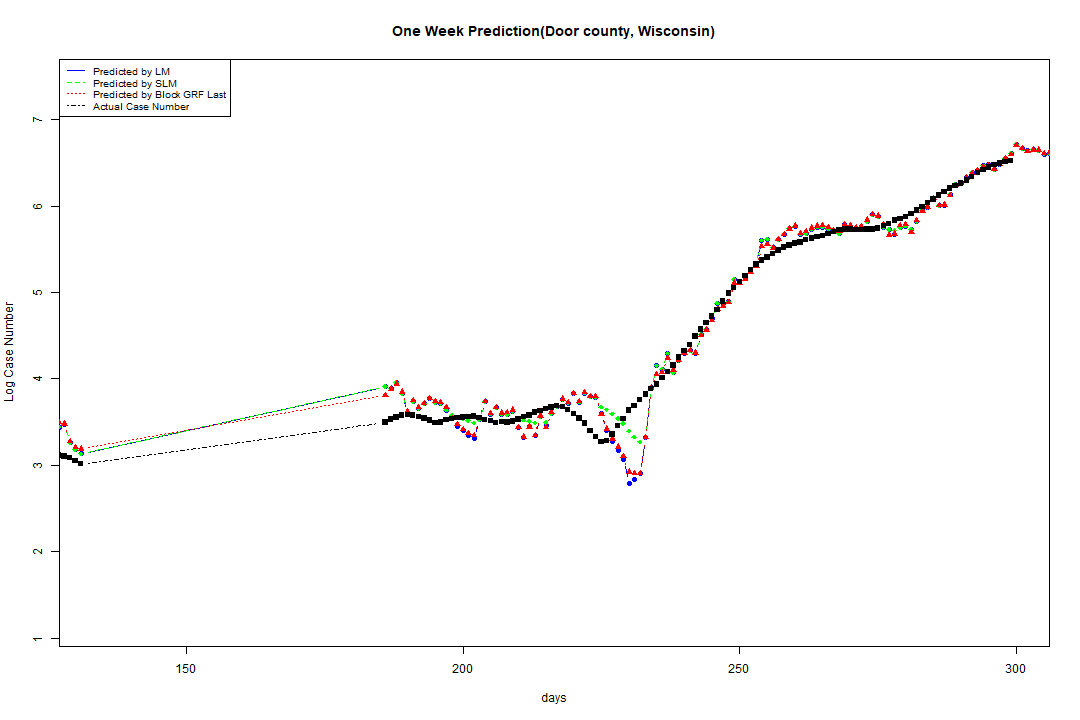 One Week Prediction(Door county, Wisconsin)
Predicted by LM
Predicted by SLM
Predicted by Block GRF Last
Actual Case Number
7
6
5
4
3
2
1
Log Case Number
150 200 250 300
days